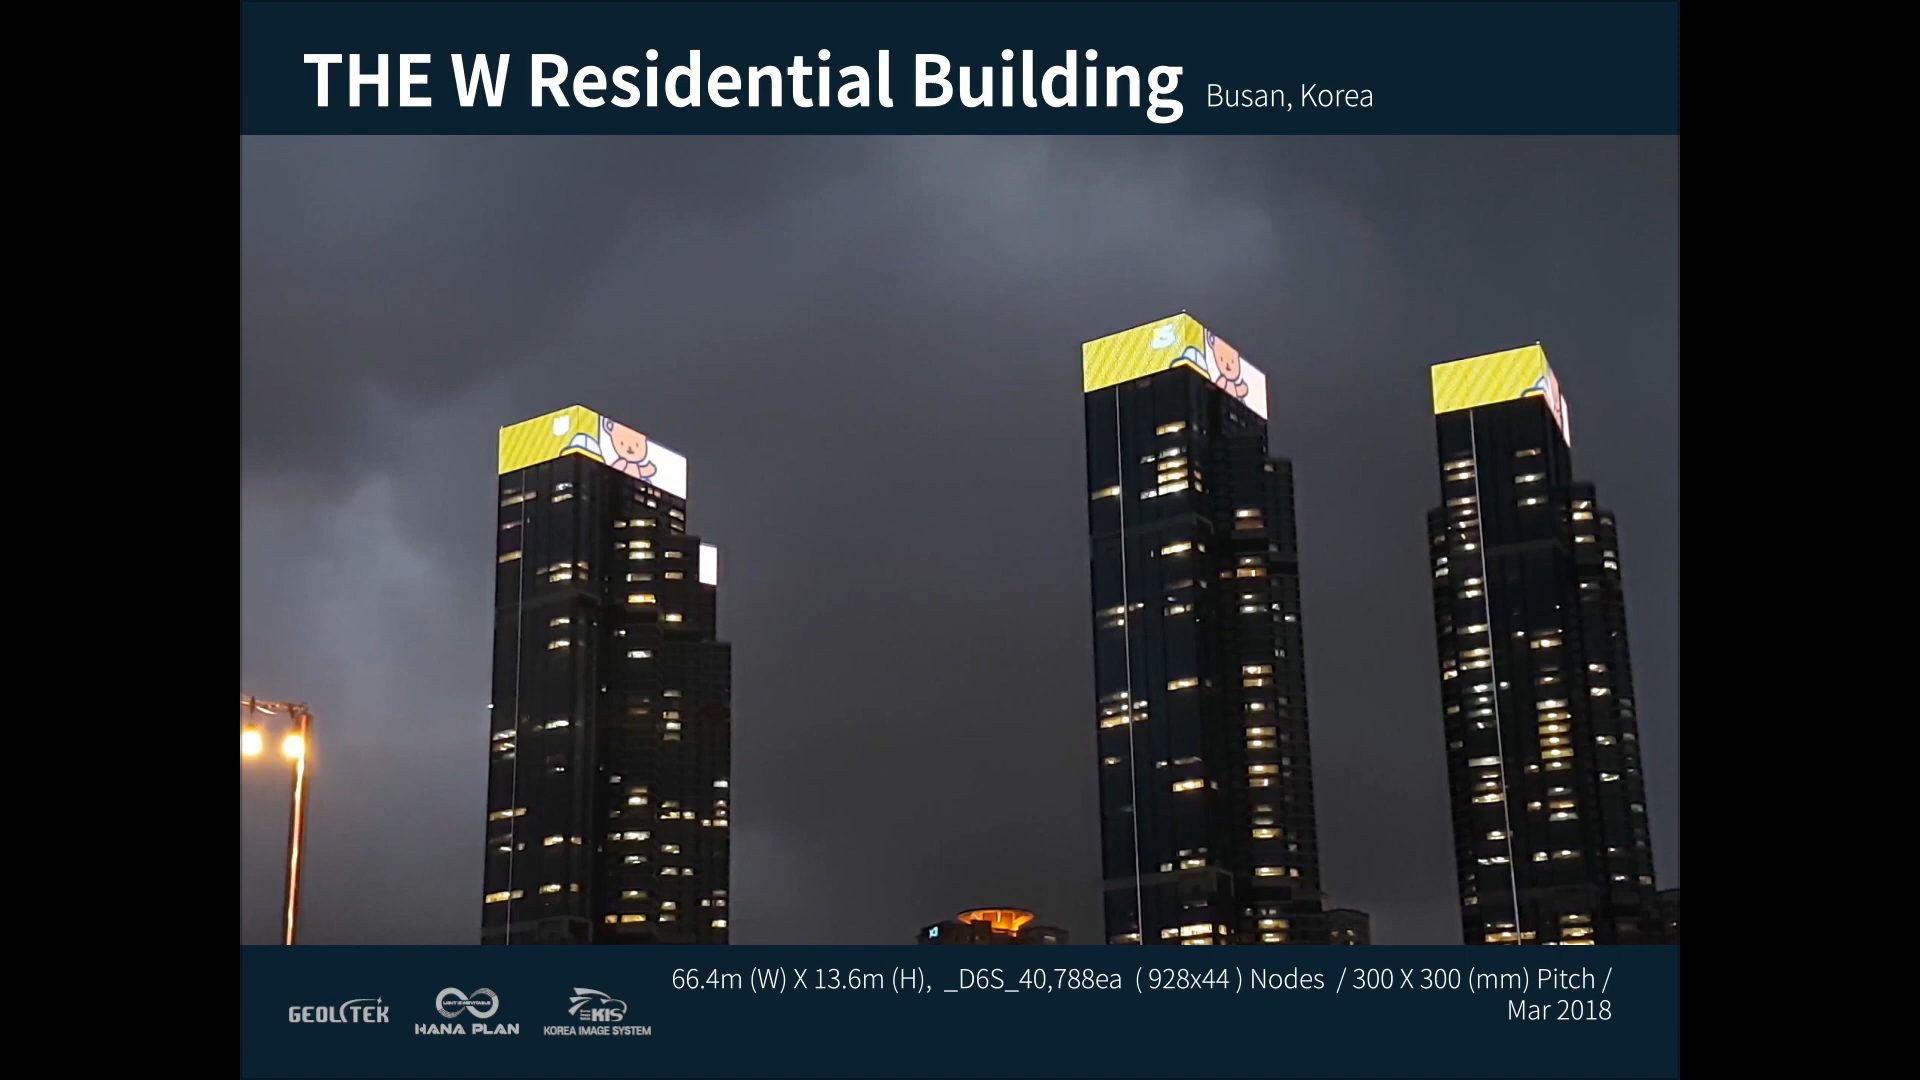 THE W Residential Building Busan, Korea
66.4m (W) X 13.6m (H), _D6S_40,788ea ( 928x44 ) Nodes / 300 X 300 (mm) Pitch /
Mar 2018
GEOLITEK
HANA PLAN
KIS
KOREA IMAGE SYSTEM